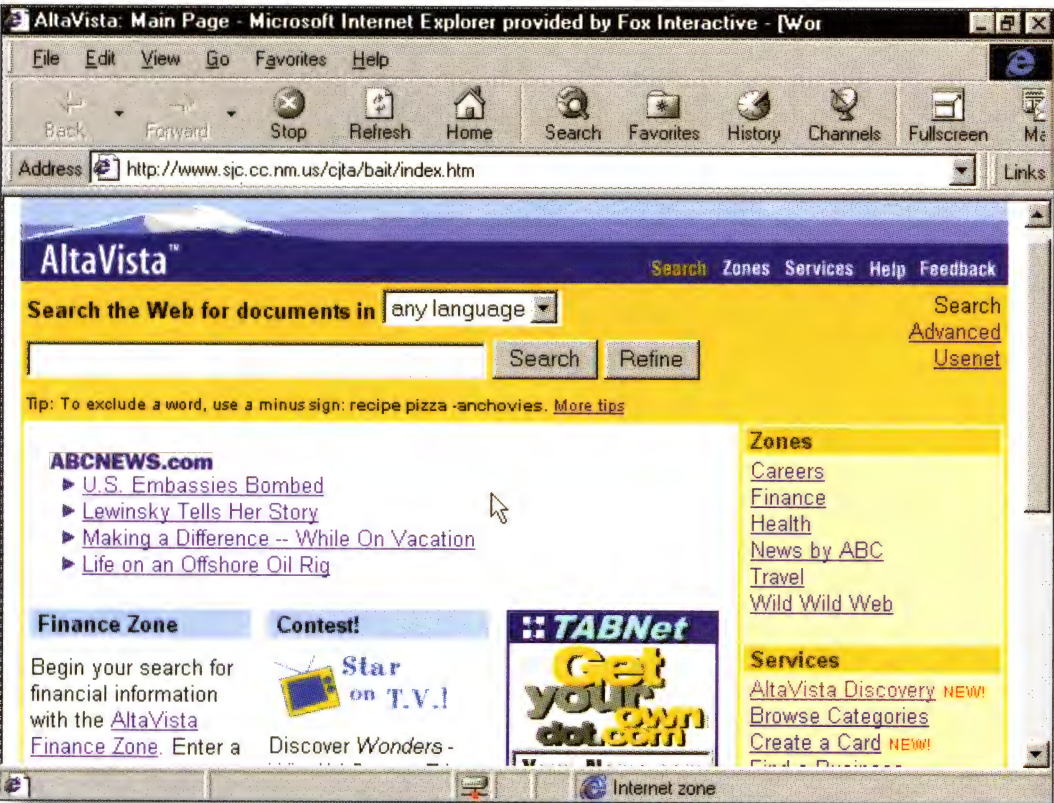 AltaVista: Main Page - Microsoft Internet Explorer provided by Fox Interactive - [Wor
File Edit View Go Favorites Help
Back Forward Stop Refresh Home Search Favorites History Channels Fullscreen Ma
Address http://www.sjc.cc.nm.us/cjta/bait/index.htm Links
AltaVista™
Search Zones Services Help Feedback
Search the Web for documents in any language
Search
Advanced
Usenet
Search Refine
Tip: To exclude a word, use a minus sign: recipe pizza -anchovies. More tips
ABCNEWS.com
U.S. Embassies Bombed
Lewinsky Tells Her Story
Making a Difference -- While On Vacation
Life on an Offshore Oil Rig
Finance Zone
Begin your search for
financial information
with the AltaVista
Finance Zone. Enter a
Contest!
Star
on T.V.!
Discover Wonders -
TABNet
Get
your
own
dot.com
Zones
Careers
Finance
Health
News by ABC
Travel
Wild Wild Web
Services
AltaVista Discovery NEW!
Browse Categories
Create a Card NEW!
Find a Business
Internet zone